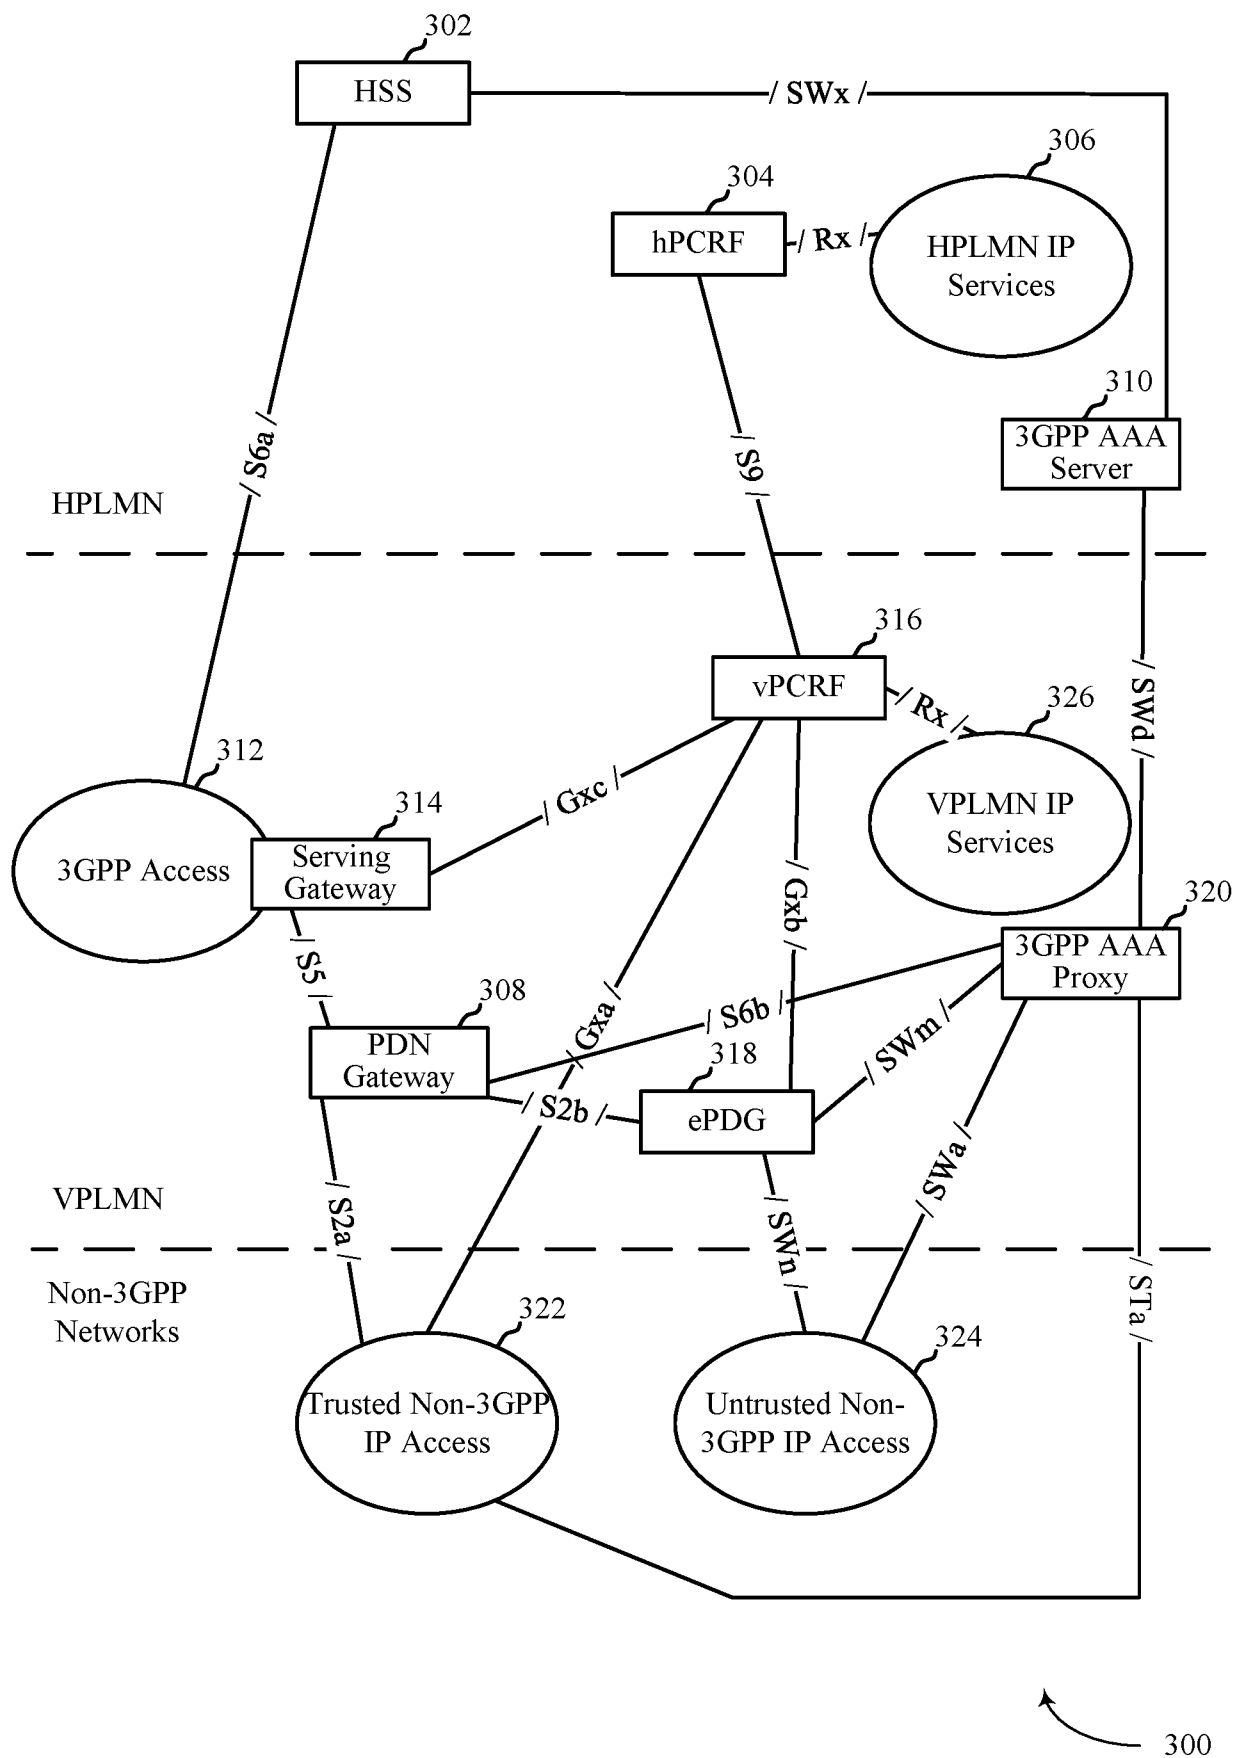 302
HSS
/ SWx /
306
304
hPCRF
/ Rx /
HPLMN IP
Services
310
3GPP AAA
Server
/ S6a /
/ S9 /
HPLMN
316
vPCRF
/ Rx /
326
/ SWd /
312
314
/ Gxc /
VPLMN IP
Services
3GPP Access
Serving
Gateway
/ Gxb /
320
3GPP AAA
Proxy
/ S5 /
308
/ S6b /
/ Gxa /
PDN
Gateway
318
/ SWm /
/ S2b /
ePDG
/ SWa /
VPLMN
/ S2a /
/ SWn /
Non-3GPP
Networks
/ STa /
322
324
Trusted Non-3GPP
IP Access
Untrusted Non-
3GPP IP Access
300